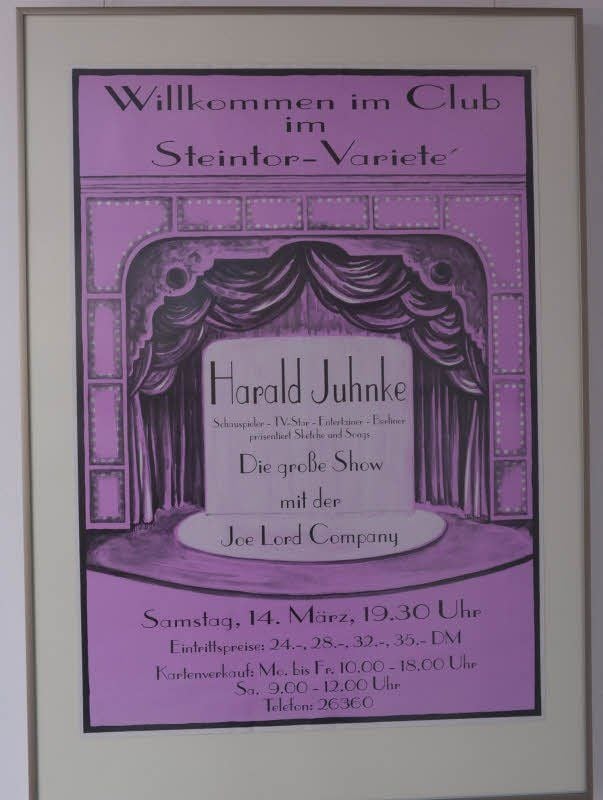 Willkommen im Club
im
Steintor-Varieté
Harald Juhnke
Schauspieler - TV-Star - Entertainer - Berliner
präsentiert Sketche und Songs
Die große Show
mit der
Joe Lord Company
Samstag, 14. März, 19.30 Uhr
Eintrittspreise: 24.-, 28.-, 32.-, 35.- DM
Kartenverkauf: Mo. bis Fr. 10.00 - 18.00 Uhr
Sa. 9.00 - 12.00 Uhr
Telefon: 26360